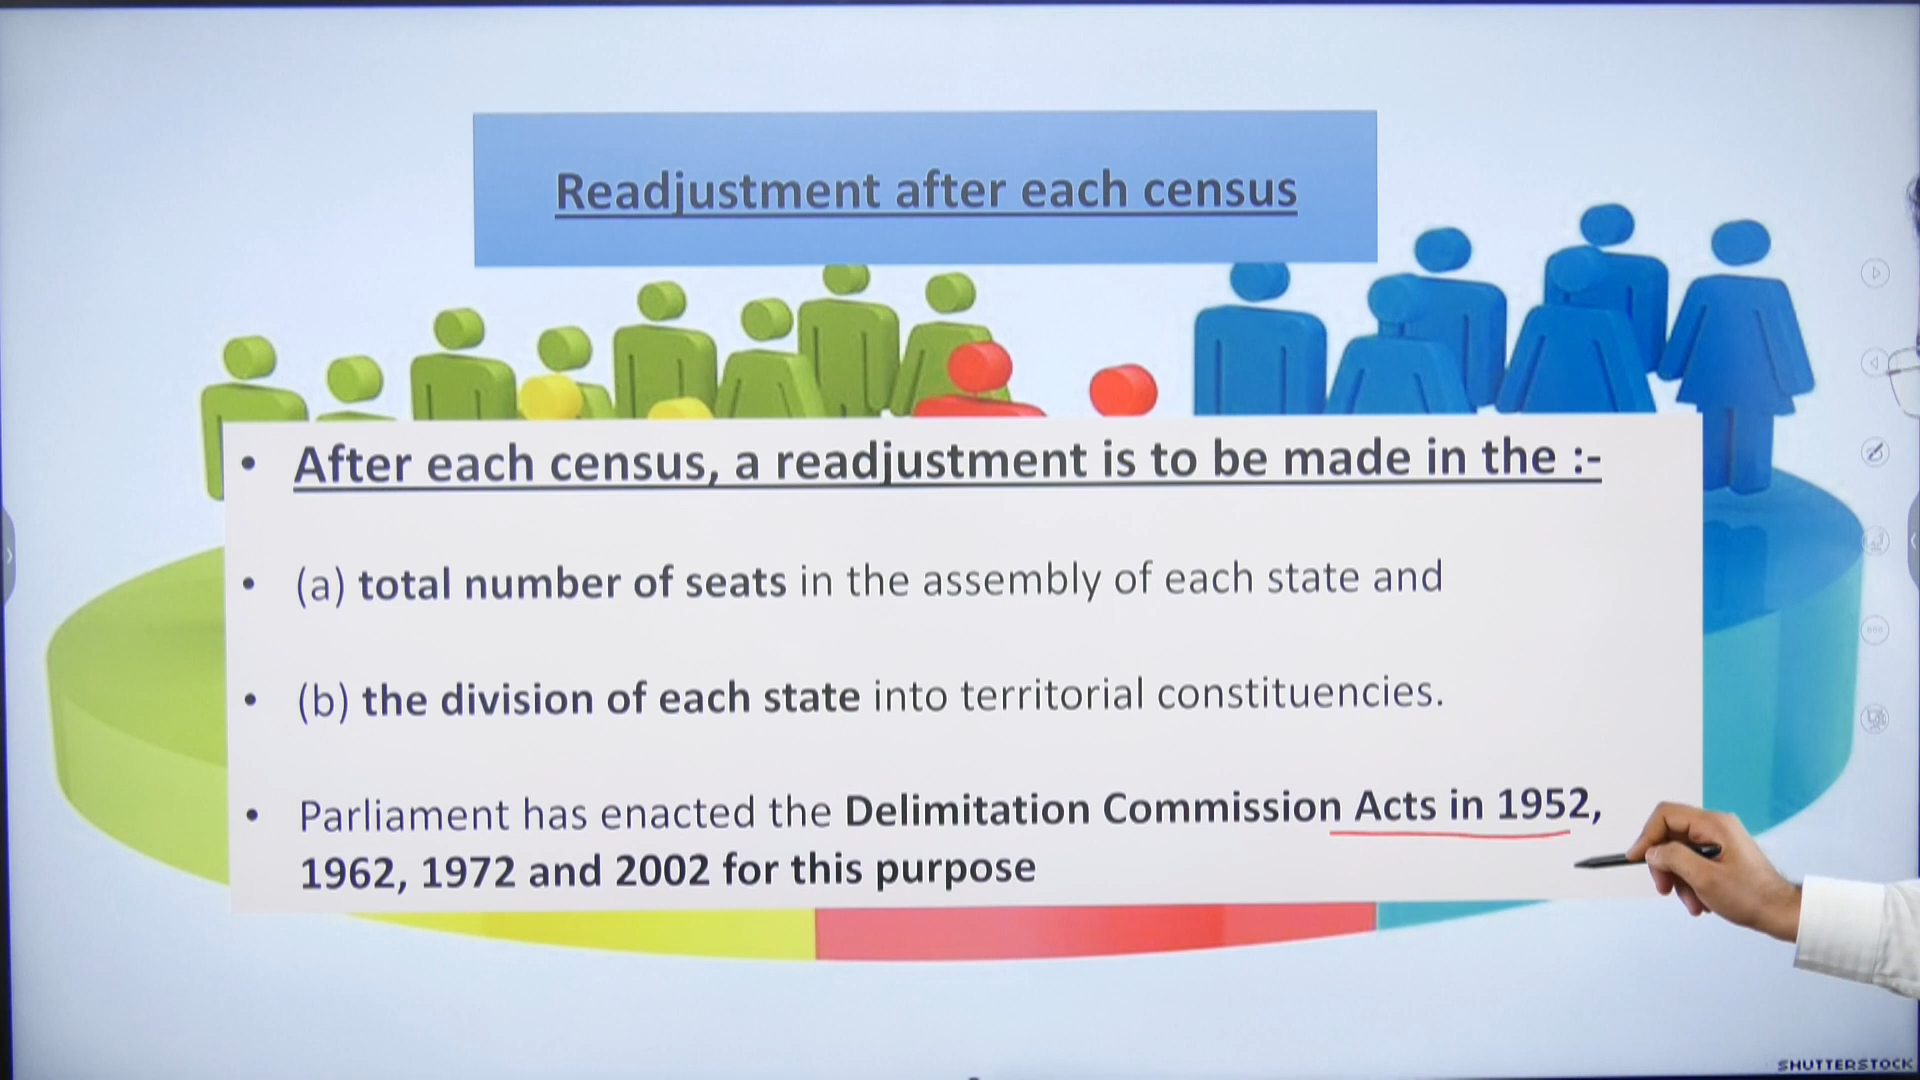 Readjustment after each census
• After each census, a readjustment is to be made in the :-
• (a) total number of seats in the assembly of each state and
• (b) the division of each state into territorial constituencies.
• Parliament has enacted the Delimitation Commission Acts in 1952,
1962, 1972 and 2002 for this purpose
SHUTTERSTOCK